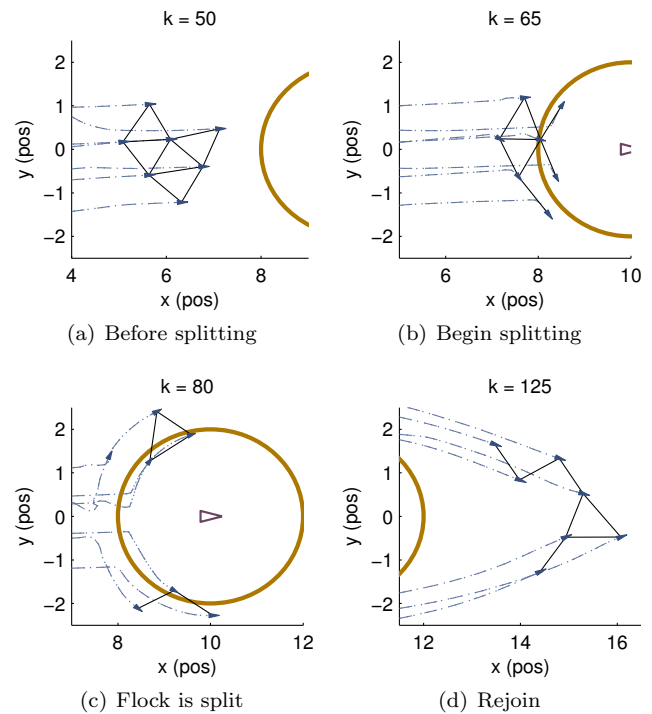 k = 50
2
1
0
−1
−2
y (pos)
4 6 8
x (pos)
(a) Before splitting
k = 65
2
1
0
−1
−2
y (pos)
6 8 10
x (pos)
(b) Begin splitting
k = 80
2
1
0
−1
−2
y (pos)
8 10 12
x (pos)
(c) Flock is split
k = 125
2
1
0
−1
−2
y (pos)
12 14 16
x (pos)
(d) Rejoin